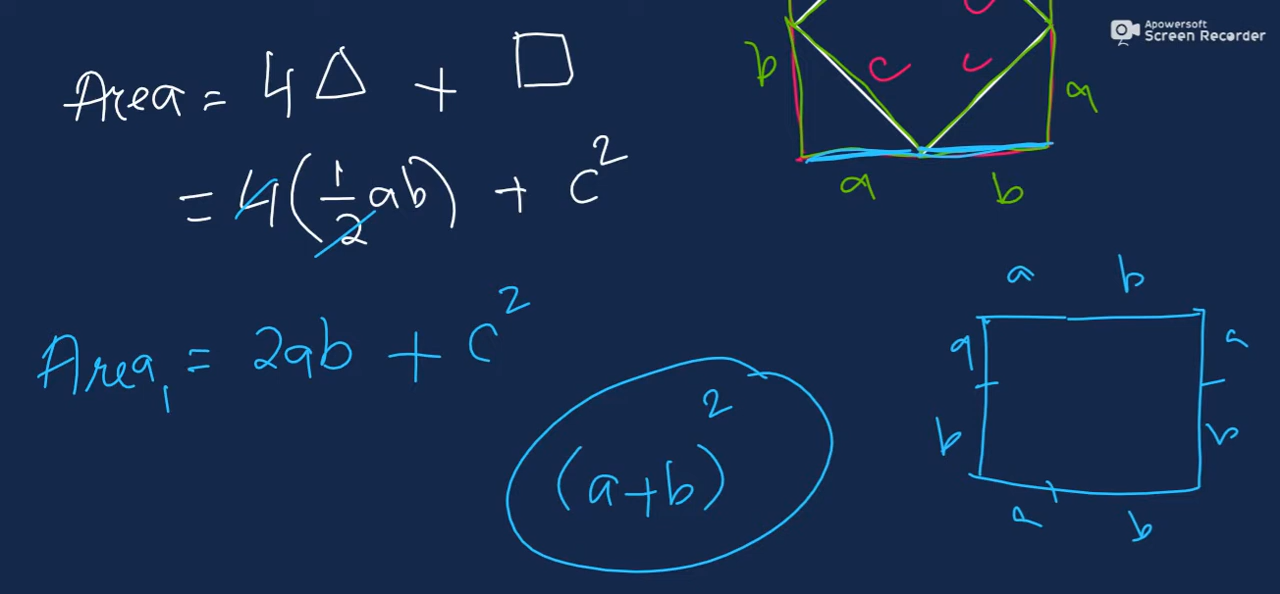 Apowersoft
Screen Recorder
Area = 4 △ + □
= 4 (1/2 ab) + c²
Area₁ = 2ab + c²
(a+b)²
c
c c
b
a
a b
a b
a a
b b
a b